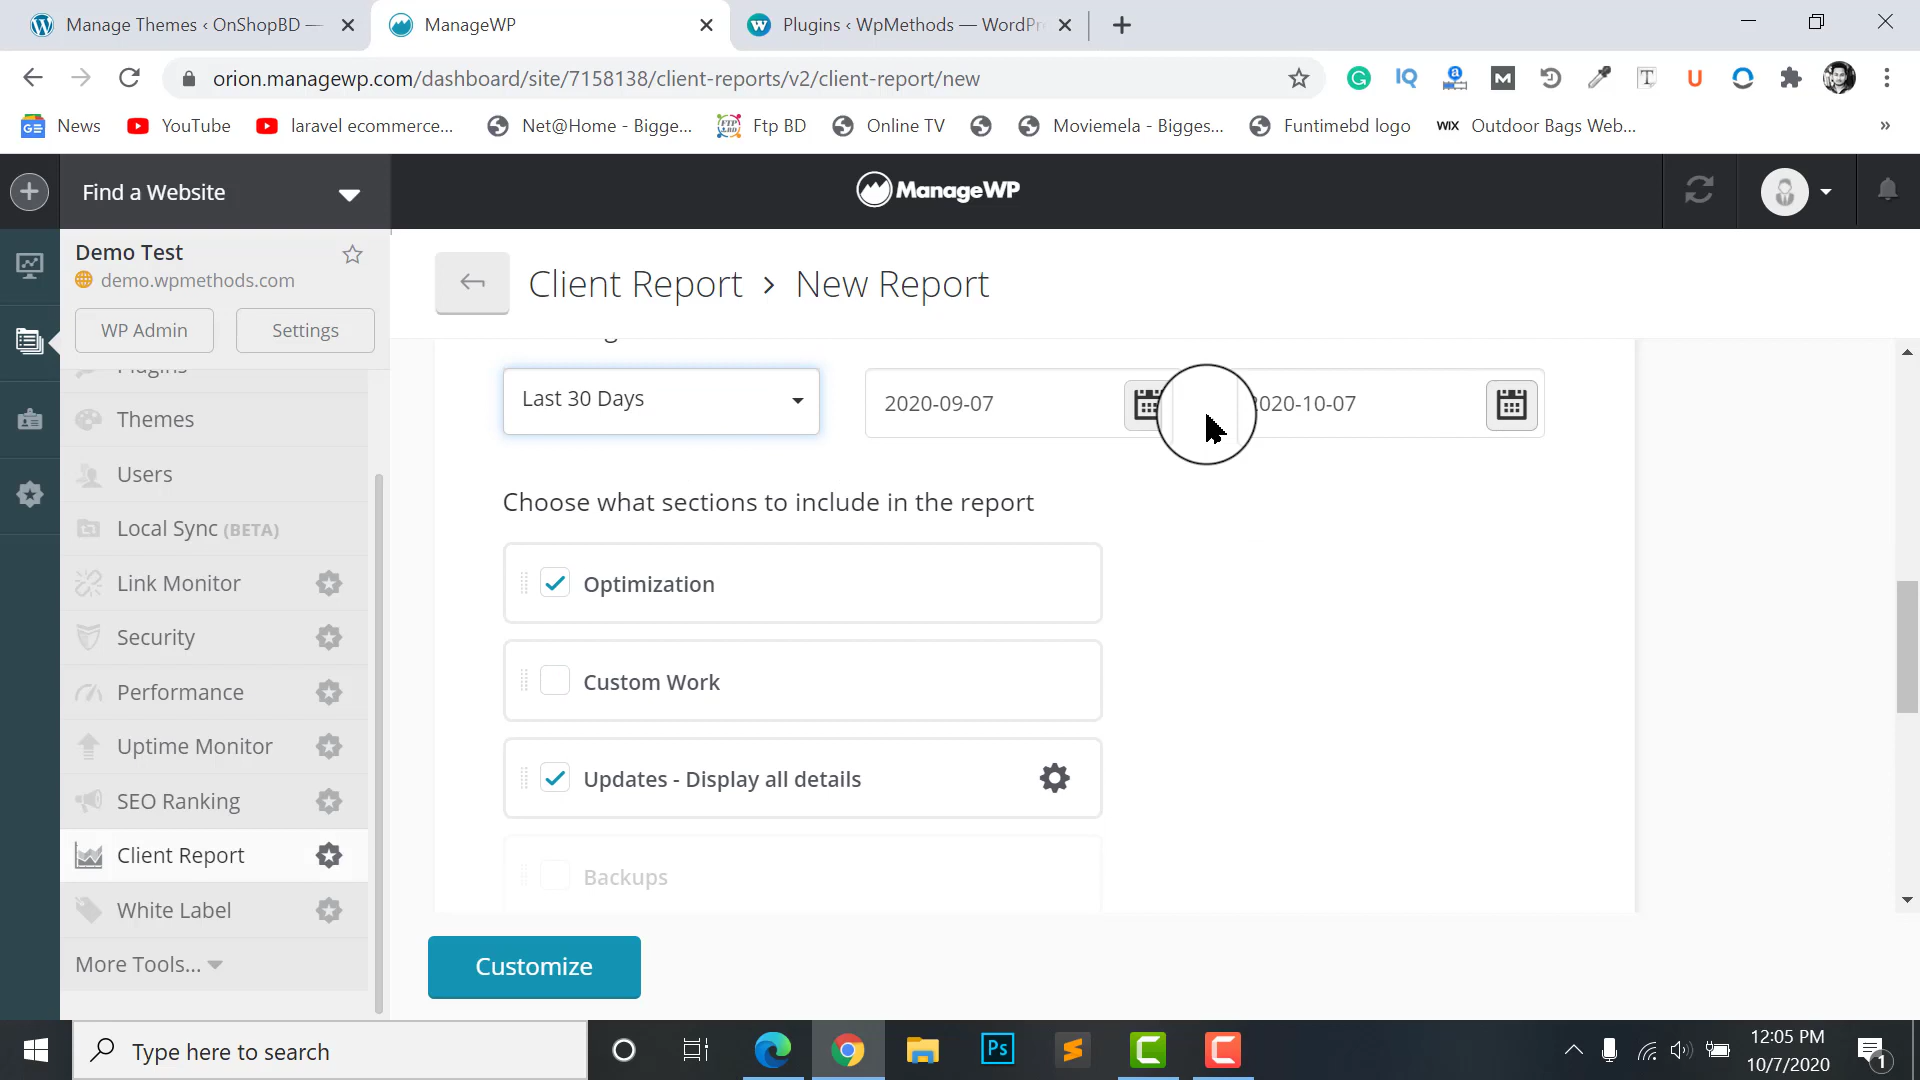 Manage Themes ‹ OnShopBD —
ManageWP
Plugins ‹ WpMethods — WordPr
orion.managewp.com/dashboard/site/7158138/client-reports/v2/client-report/new
News
YouTube
laravel ecommerce...
Net@Home - Bigge...
Ftp BD
Online TV
Moviemela - Bigges...
Funtimebd logo
WIX Outdoor Bags Web...
»
Find a Website
ManageWP
Demo Test
demo.wpmethods.com
WP Admin
Settings
Client Report > New Report
Plugins
Themes
Users
Local Sync (BETA)
Link Monitor
Security
Performance
Uptime Monitor
SEO Ranking
Client Report
White Label
More Tools...
Last 30 Days
2020-09-07
2020-10-07
Choose what sections to include in the report
Optimization
Custom Work
Updates - Display all details
Backups
Customize
Type here to search
Ps
12:05 PM
10/7/2020
1